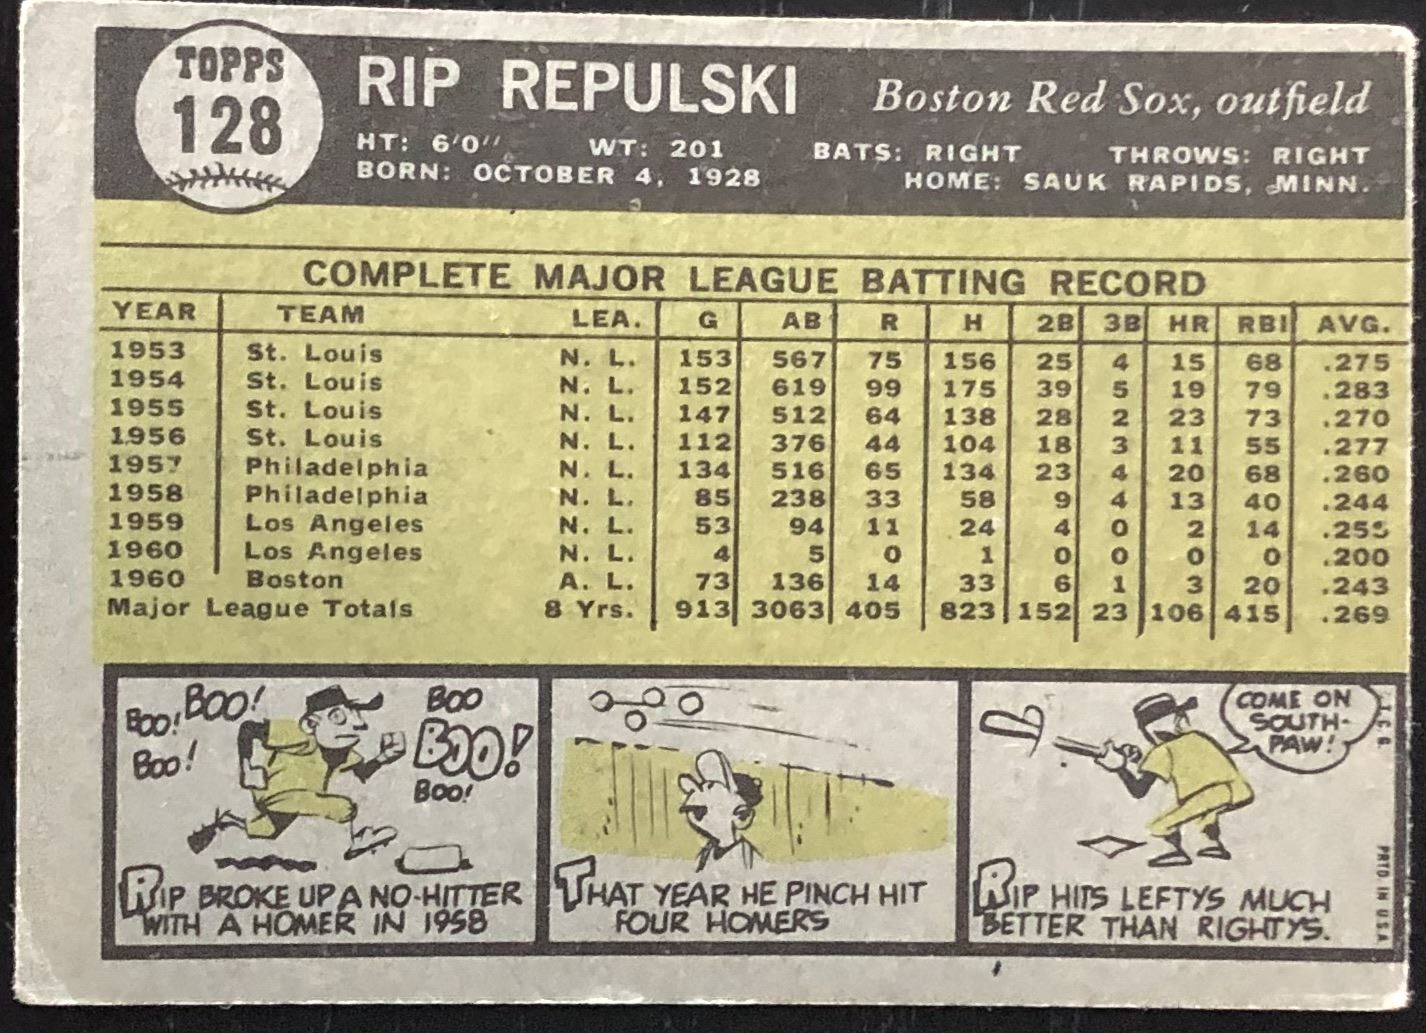 TOPPS
128
RIP REPULSKI
Boston Red Sox, outfield
HT: 6'0" WT: 201 BATS: RIGHT THROWS: RIGHT
BORN: OCTOBER 4, 1928 HOME: SAUK RAPIDS, MINN.
COMPLETE MAJOR LEAGUE BATTING RECORD
YEAR TEAM LEA. G AB R H 2B 3B HR RBI AVG.
1953 St. Louis N. L. 153 567 75 156 25 4 15 68 .275
1954 St. Louis N. L. 152 619 99 175 39 5 19 79 .283
1955 St. Louis N. L. 147 512 64 138 28 2 23 73 .270
1956 St. Louis N. L. 112 376 44 104 18 3 11 55 .277
1957 Philadelphia N. L. 134 516 65 134 23 4 20 68 .260
1958 Philadelphia N. L. 85 238 33 58 9 4 13 40 .244
1959 Los Angeles N. L. 53 94 11 24 4 0 2 14 .255
1960 Los Angeles N. L. 4 5 0 1 0 0 0 0 .200
1960 Boston A. L. 73 136 14 33 6 1 3 20 .243
Major League Totals 8 Yrs. 913 3063 405 823 152 23 106 415 .269
BOO! BOO!
BOO!
BOO
BOO!
BOO!
RIP BROKE UP A NO-HITTER
WITH A HOMER IN 1958
THAT YEAR HE PINCH HIT
FOUR HOMERS
COME ON
SOUTH-
PAW!
RIP HITS LEFTYS MUCH
BETTER THAN RIGHTYS.
T.C.G.
PRTD IN U.S.A.